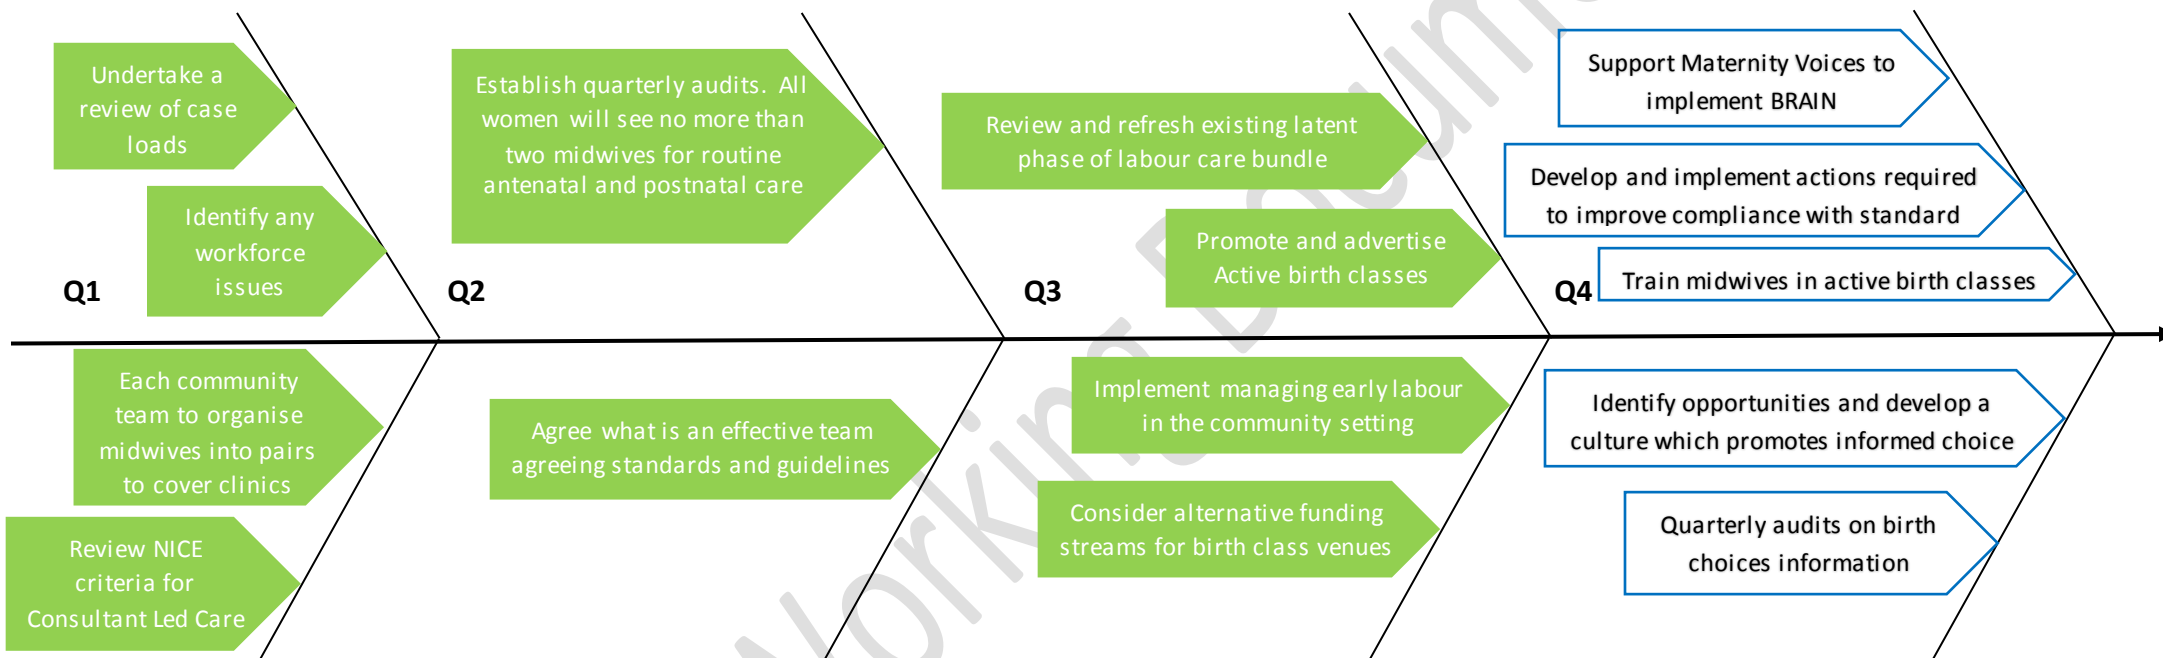 Undertake a
review of case
loads
Identify any
workforce
issues
Q1
Each community
team to organise
midwives into pairs
to cover clinics
Review NICE
criteria for
Consultant Led Care
Establish quarterly audits. All
women will see no more than
two midwives for routine
antenatal and postnatal care
Q2
Agree what is an effective team
agreeing standards and guidelines
Review and refresh existing latent
phase of labour care bundle
Promote and advertise
Active birth classes
Q3
Implement managing early labour
in the community setting
Consider alternative funding
streams for birth class venues
Support Maternity Voices to
implement BRAIN
Develop and implement actions required
to improve compliance with standard
Q4
Train midwives in active birth classes
Identify opportunities and develop a
culture which promotes informed choice
Quarterly audits on birth
choices information
Working Docum